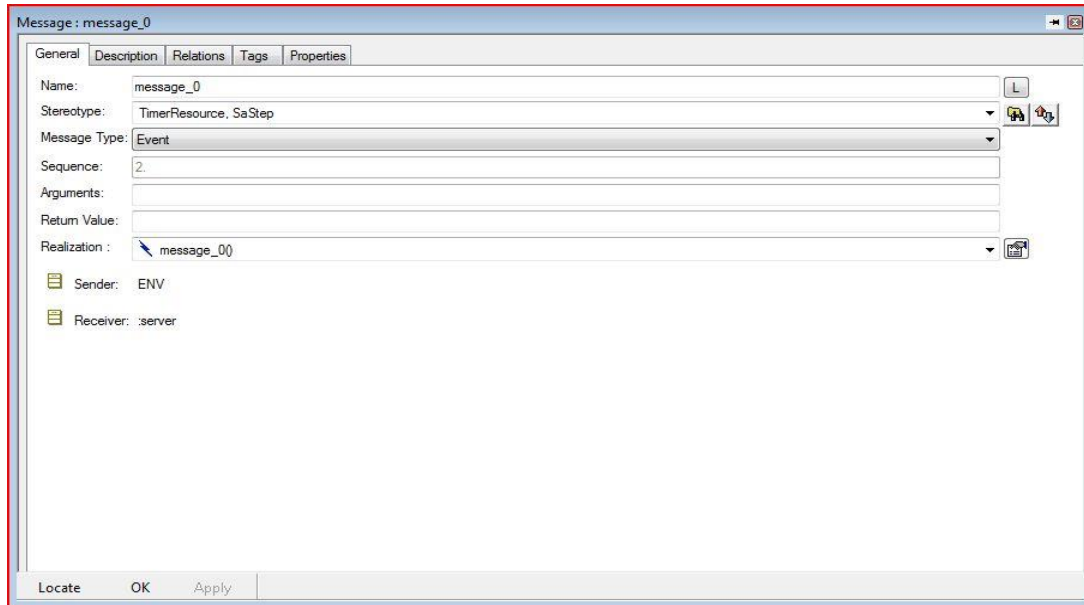 Message : message_0
General Description Relations Tags Properties
Name: message_0 L
Stereotype: TimerResource, SaStep
Message Type: Event
Sequence: 2.
Arguments:
Return Value:
Realization : message_0()
Sender: ENV
Receiver: :server
Locate OK Apply